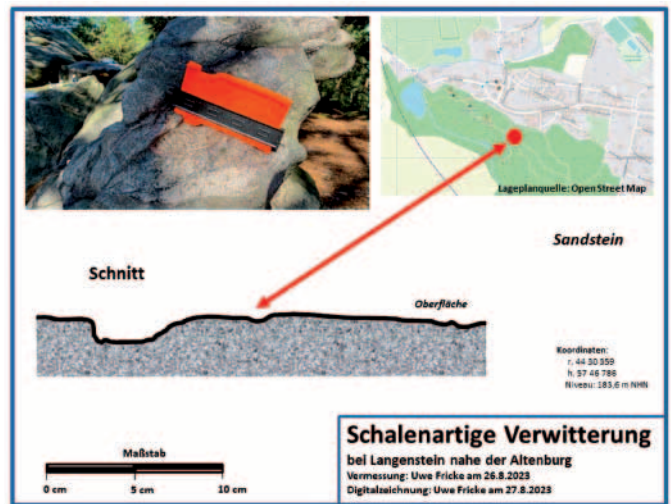 Lageplanquelle: Open Street Map
Sandstein
Schnitt
Oberfläche
Koordinaten:
r. 44 30 359
h. 57 46 786
Niveau: 183,6 m NHN
Maßstab
0 cm 5 cm 10 cm
Schalenartige Verwitterung
bei Langenstein nahe der Altenburg
Vermessung: Uwe Fricke am 26.8.2023
Digitalzeichnung: Uwe Fricke am 27.8.2023